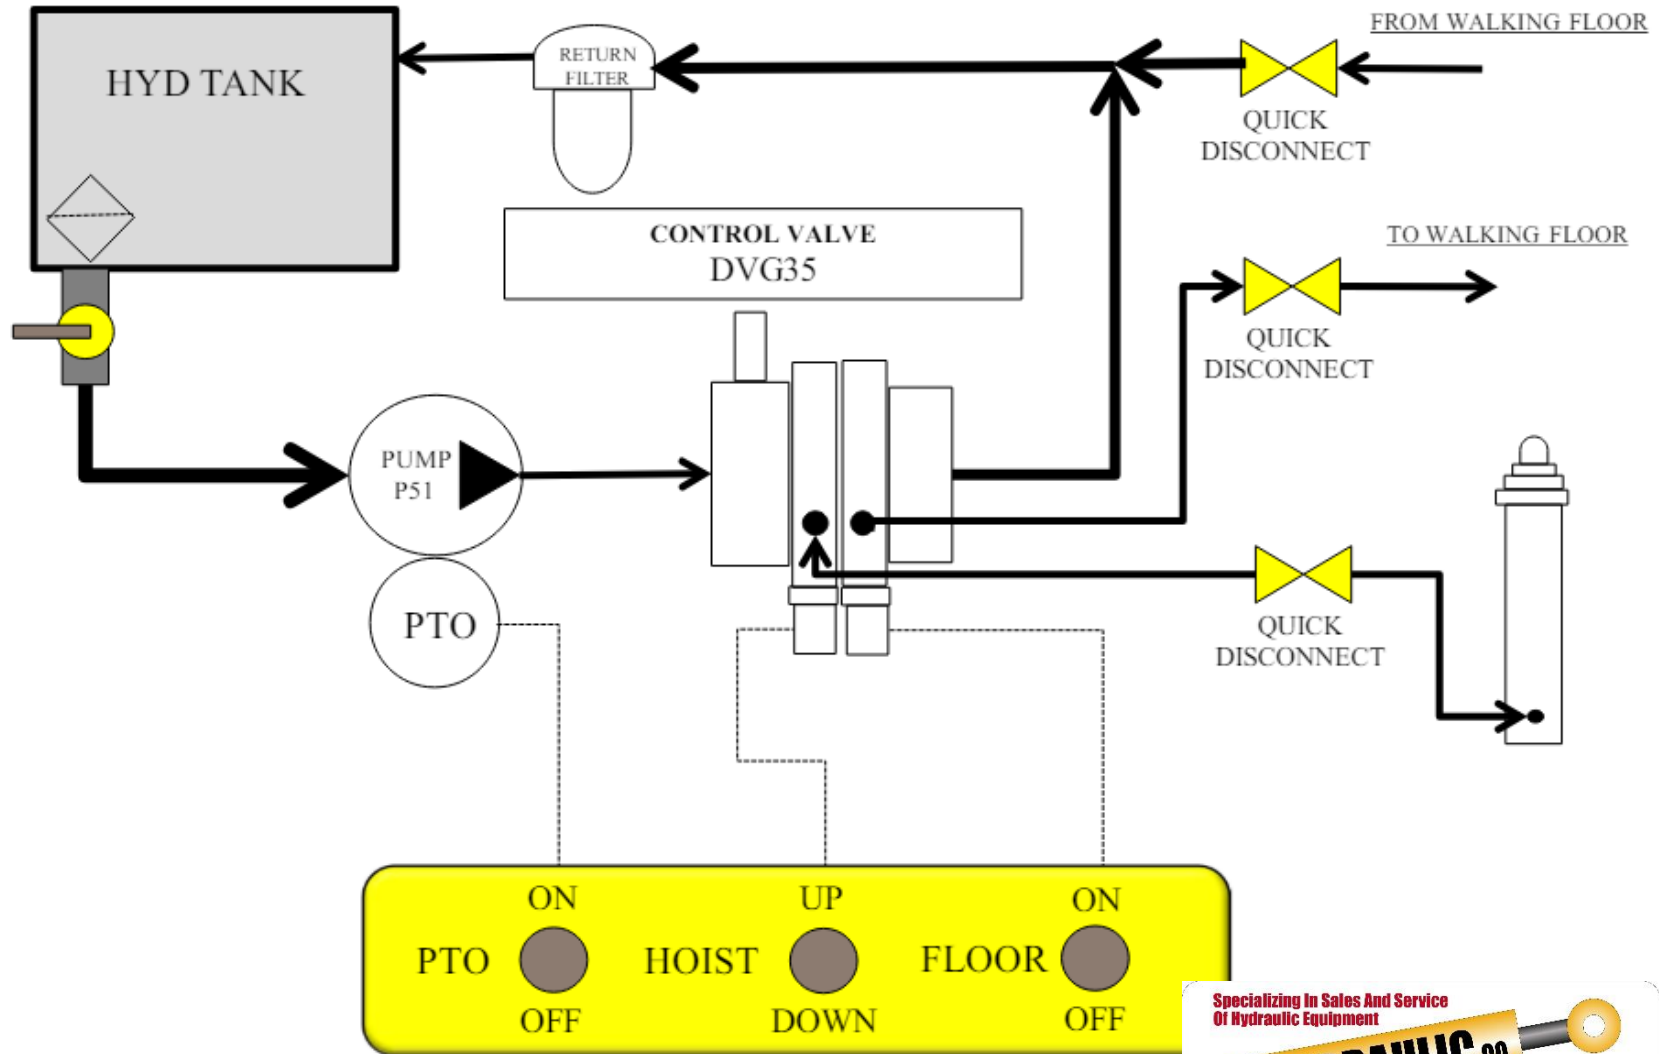 FROM WALKING FLOOR
RETURN
FILTER
HYD TANK
QUICK
DISCONNECT
CONTROL VALVE
DVG35
TO WALKING FLOOR
QUICK
DISCONNECT
PUMP
P51
PTO
QUICK
DISCONNECT
ON
UP
ON
PTO
HOIST
FLOOR
OFF
DOWN
OFF
Specializing In Sales And Service
Of Hydraulic Equipment